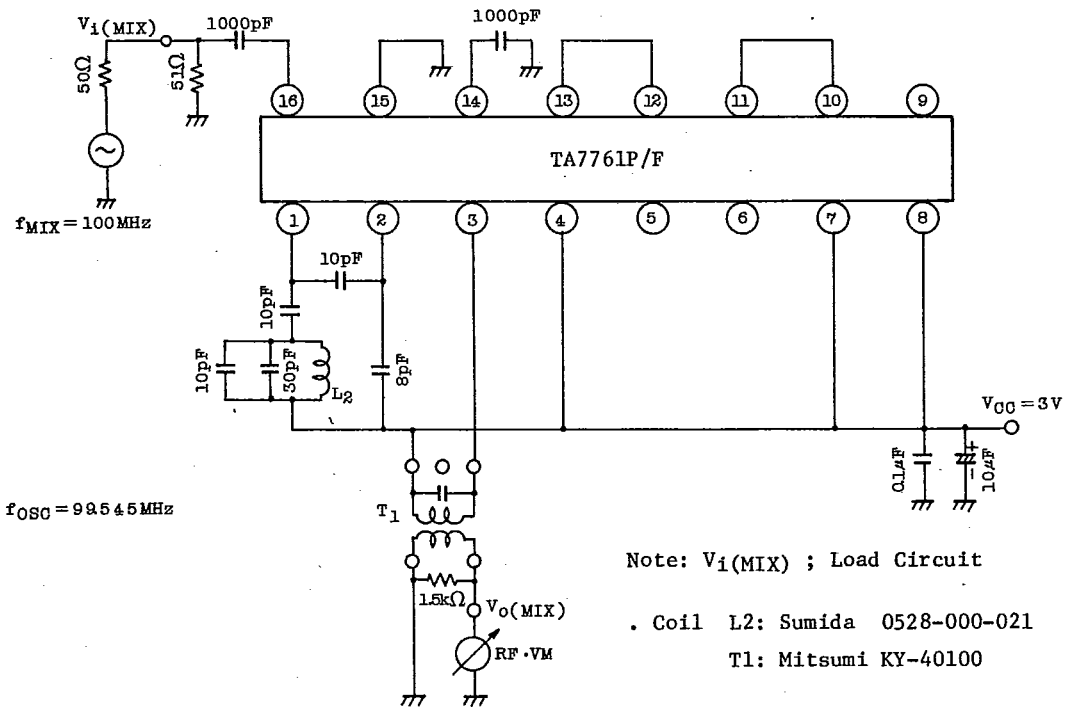 Vi(MIX)
1000pF
1000pF
50Ω
51Ω
16
15
14
13
12
11
10
9
TA7761P/F
1
2
3
4
5
6
7
8
fMIX=100MHz
10pF
10pF
10pF
30pF
L2
8pF
VCC=3V
0.1μF
+
−
10μF
fOSC=99.545MHz
T1
1.5kΩ
Vo(MIX)
RF·VM
Note: Vi(MIX) ; Load Circuit
. Coil L2: Sumida 0528-000-021
T1: Mitsumi KY-40100